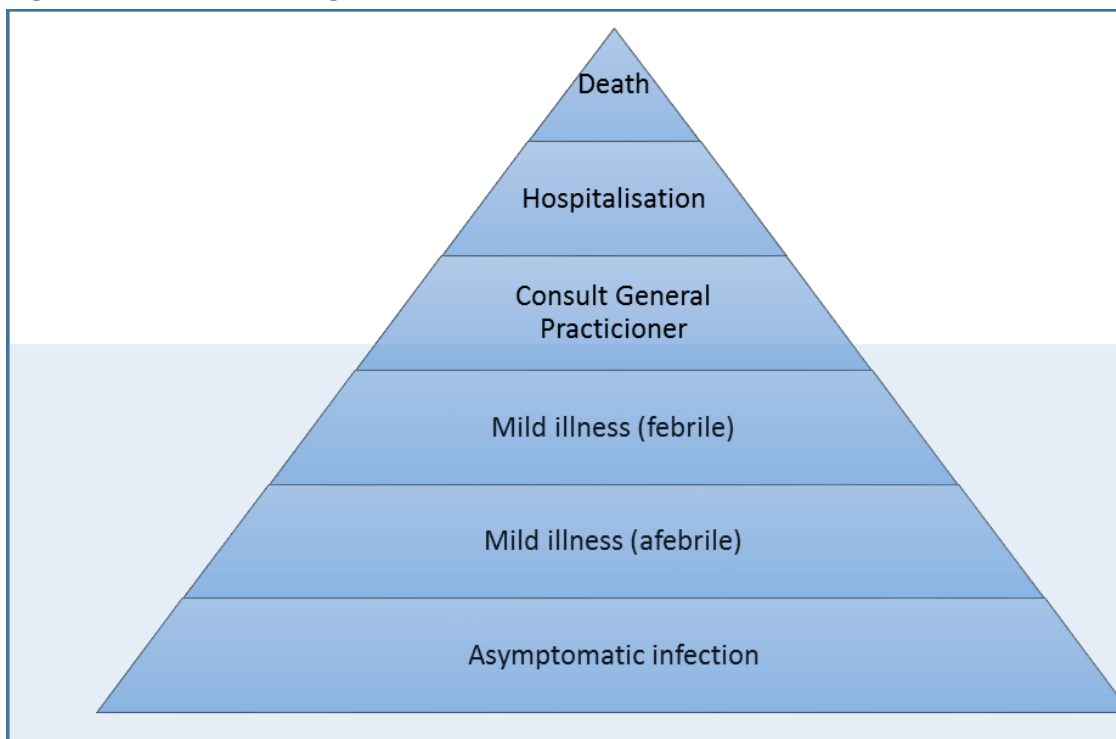 Death
Hospitalisation
Consult General
Practicioner
Mild illness (febrile)
Mild illness (afebrile)
Asymptomatic infection